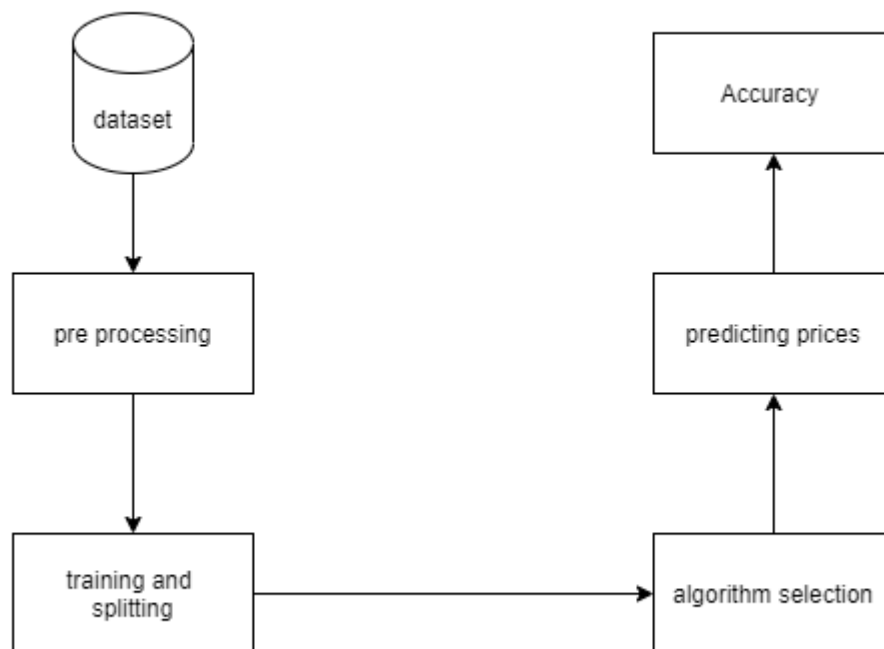 dataset
pre processing
training and
splitting
algorithm selection
predicting prices
Accuracy